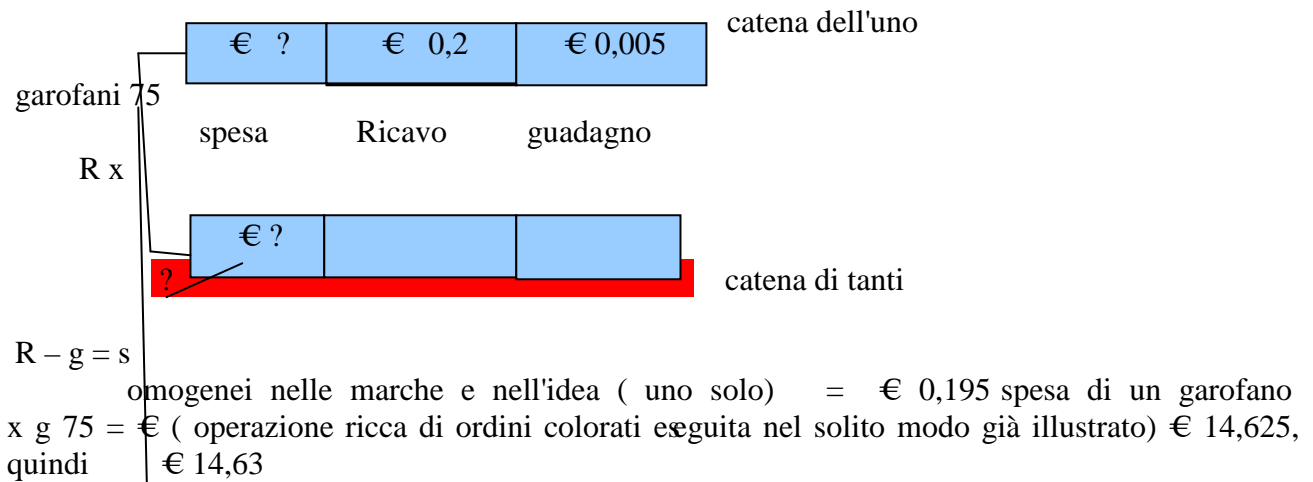 catena dell'uno
€ ? € 0,2 € 0,005
garofani 75
spesa Ricavo guadagno
R x
€ ?
? catena di tanti
R – g = s
omogenei nelle marche e nell'idea ( uno solo) = € 0,195 spesa di un garofano
x g 75 = € ( operazione ricca di ordini colorati eseguita nel solito modo già illustrato) € 14,625,
quindi € 14,63